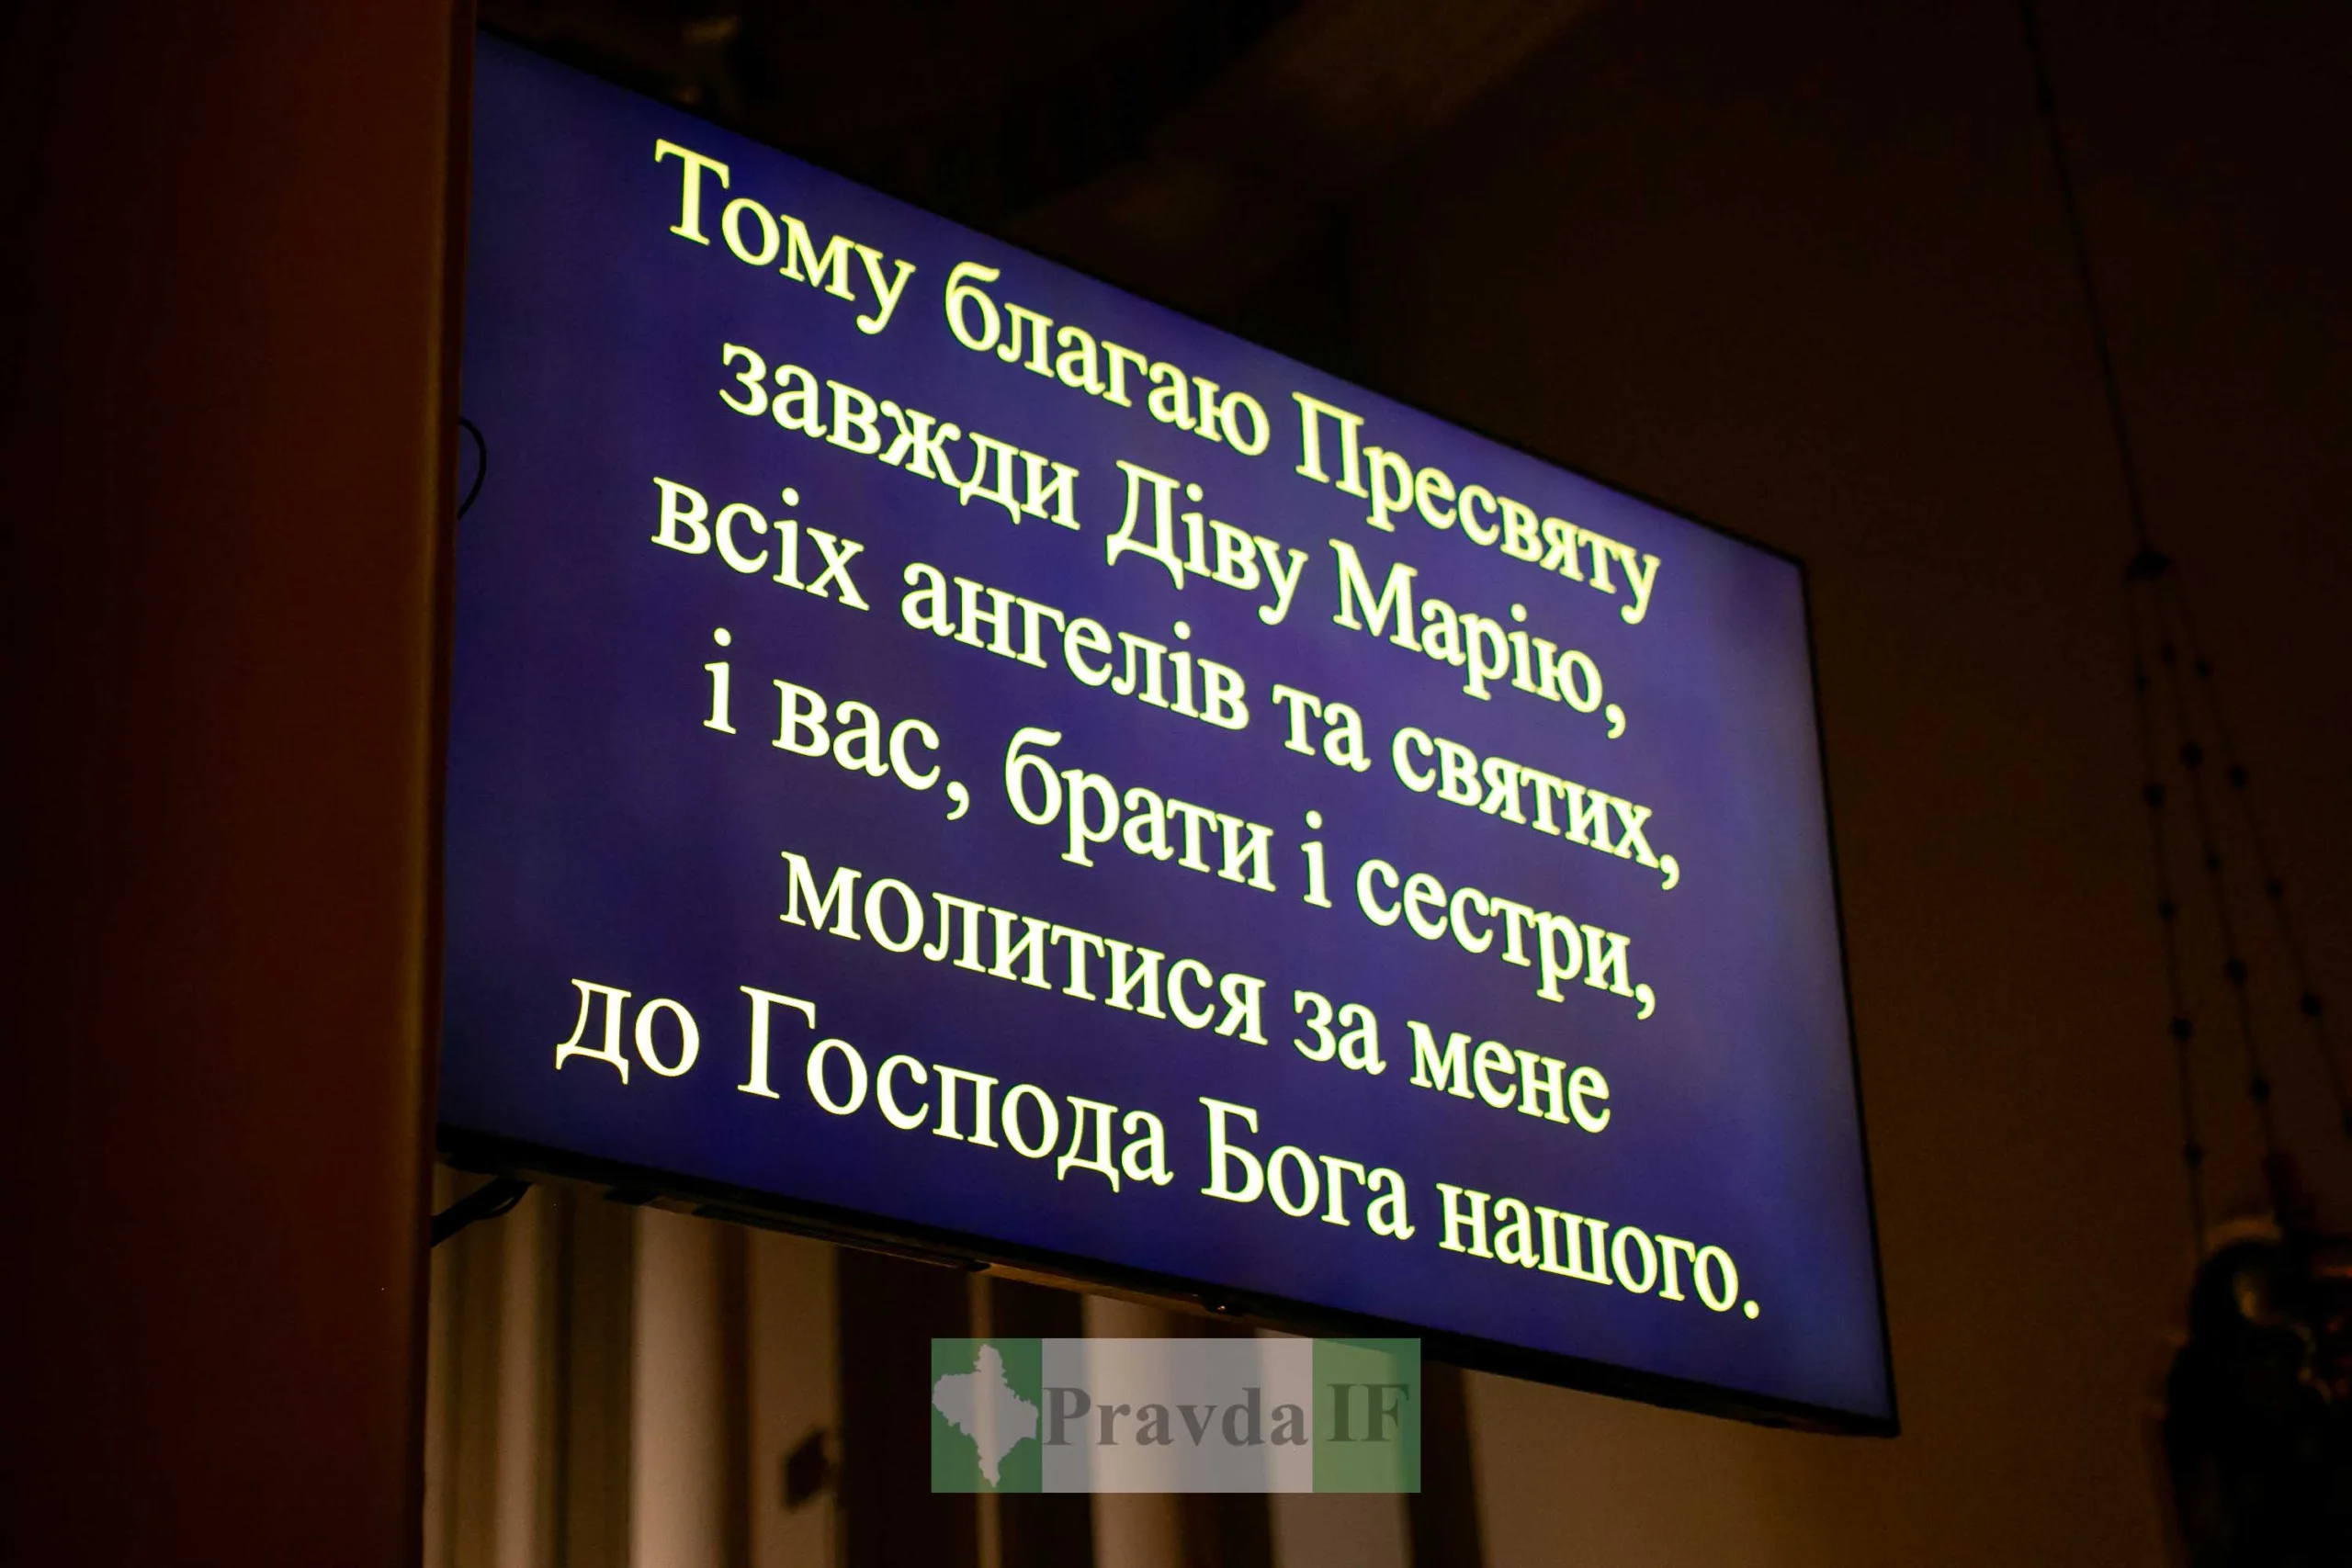 Тому благаю Пресвяту
завжди Діву Марію,
всіх ангелів та святих,
і вас, брати і сестри,
молитися за мене
до Господа Бога нашого.
Pravda IF